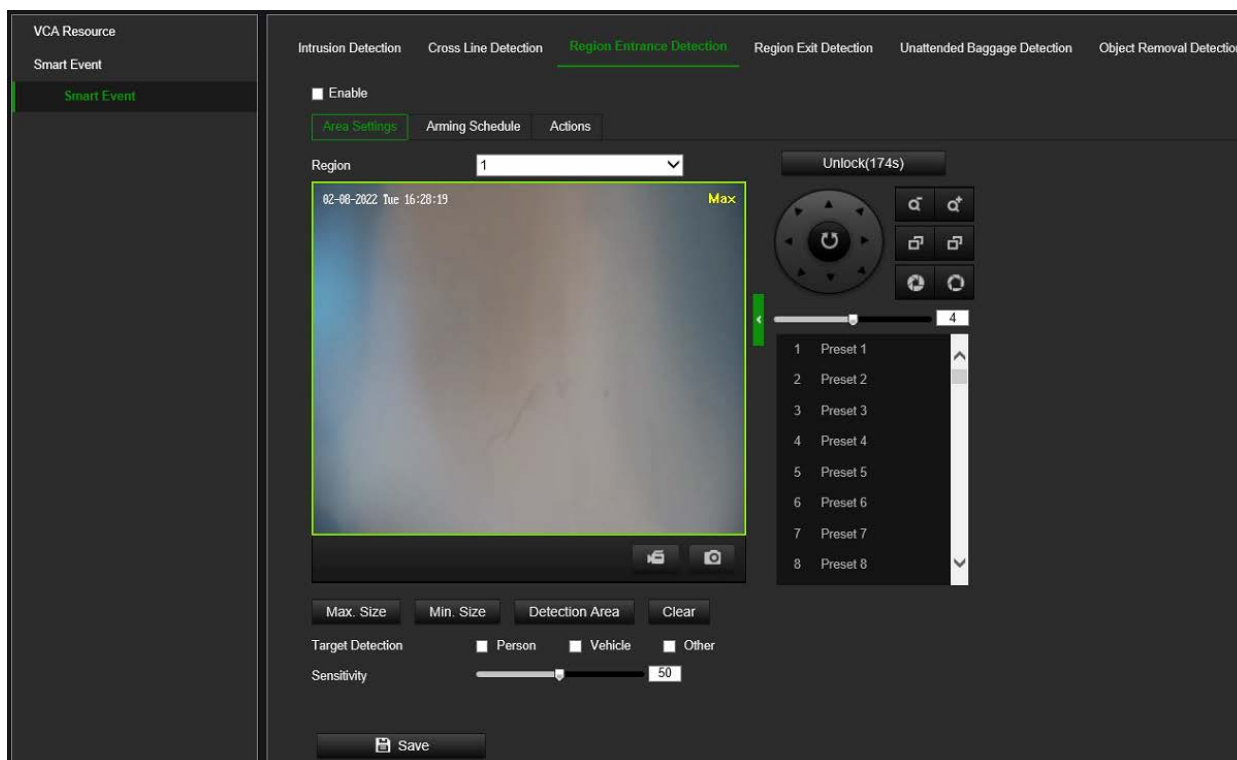 VCA Resource
Smart Event
Smart Event
Intrusion Detection Cross Line Detection Region Entrance Detection Region Exit Detection Unattended Baggage Detection Object Removal Detection
Enable
Area Settings Arming Schedule Actions
Region 1 Unlock(174s)
02-08-2022 Tue 16:28:19 Max
4
1 Preset 1
2 Preset 2
3 Preset 3
4 Preset 4
5 Preset 5
6 Preset 6
7 Preset 7
8 Preset 8
Max. Size Min. Size Detection Area Clear
Target Detection Person Vehicle Other
Sensitivity 50
Save